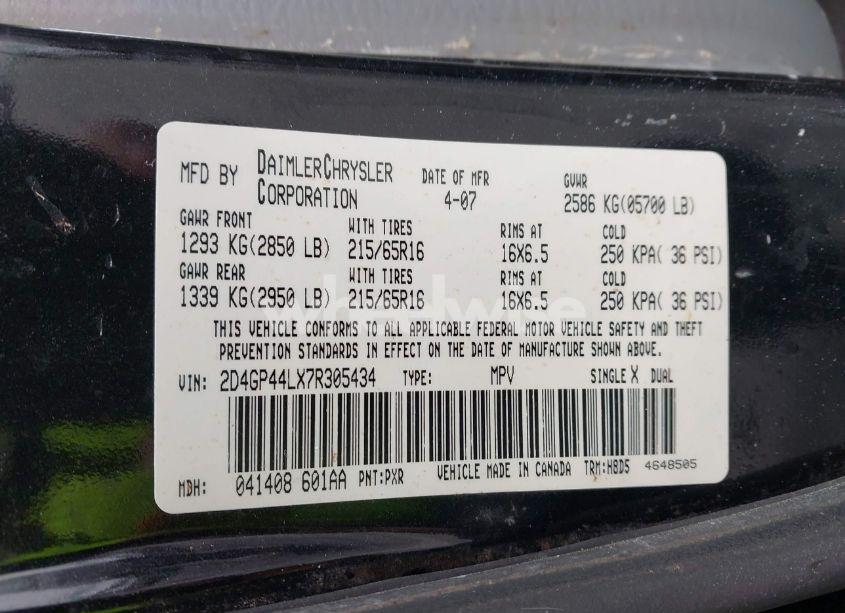 MFD BY DAIMLERCHRYSLER CORPORATION DATE OF MFR 4-07 GVWR 2586 KG(05700 LB)
GAWR FRONT WITH TIRES RIMS AT COLD
1293 KG(2850 LB) 215/65R16 16X6.5 250 KPA( 36 PSI)
GAWR REAR WITH TIRES RIMS AT COLD
1339 KG(2950 LB) 215/65R16 16X6.5 250 KPA( 36 PSI)
THIS VEHICLE CONFORMS TO ALL APPLICABLE FEDERAL MOTOR VEHICLE SAFETY AND THEFT
PREVENTION STANDARDS IN EFFECT ON THE DATE OF MANUFACTURE SHOWN ABOVE.
VIN: 2D4GP44LX7R305434 TYPE: MPV SINGLE X DUAL
MDH: 041408 601AA PNT:PXR VEHICLE MADE IN CANADA TRM:H8D5 4648505